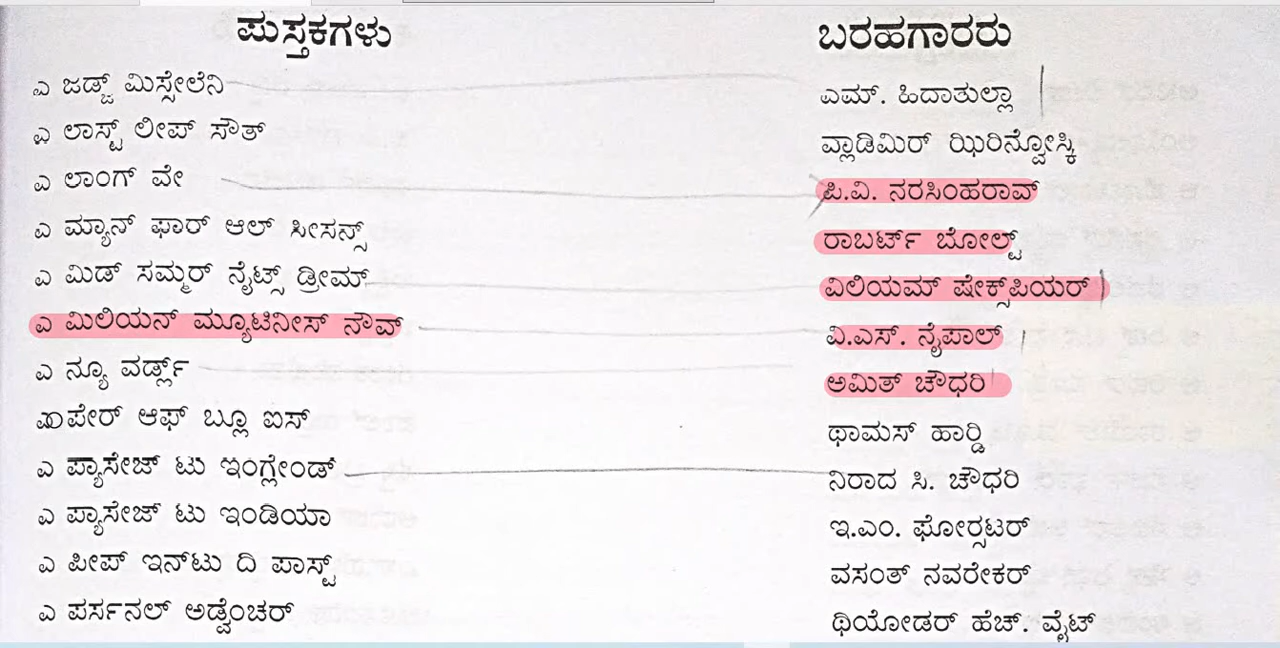 ಪುಸ್ತಕಗಳು ಬರಹಗಾರರು
ಎ ಜಡ್ಜ್ ಮಿಸ್ಸೇಲೆನಿ ಎಮ್. ಹಿದಾತುಲ್ಲಾ
ಎ ಲಾಸ್ಟ್ ಲೀಪ್ ಸೌತ್ ವ್ಲಾಡಿಮಿರ್ ಝಿರಿನ್ವೋಸ್ಕಿ
ಎ ಲಾಂಗ್ ವೇ ಪಿ.ವಿ. ನರಸಿಂಹರಾವ್
ಎ ಮ್ಯಾನ್ ಫಾರ್ ಆಲ್ ಸೀಸನ್ಸ್ ರಾಬರ್ಟ್ ಬೋಲ್ಟ್
ಎ ಮಿಡ್ ಸಮ್ಮರ್ ನೈಟ್ಸ್ ಡ್ರೀಮ್ ವಿಲಿಯಮ್ ಷೇಕ್ಸ್‌ಪಿಯರ್
ಎ ಮಿಲಿಯನ್ ಮ್ಯೂಟಿನೀಸ್ ನೌವ್ ವಿ.ಎಸ್. ನೈಪಾಲ್
ಎ ನ್ಯೂ ವರ್ಡ್ಲ್ ಅಮಿತ್ ಚೌಧರಿ
ಎ ಪೇರ್ ಆಫ್ ಬ್ಲೂ ಐಸ್ ಥಾಮಸ್ ಹಾರ್‍ಡಿ
ಎ ಪ್ಯಾಸೇಜ್ ಟು ಇಂಗ್ಲೇಂಡ್ ನಿರಾದ ಸಿ. ಚೌಧರಿ
ಎ ಪ್ಯಾಸೇಜ್ ಟು ಇಂಡಿಯಾ ಇ.ಎಂ. ಫೋರ್‍ಸಟರ್
ಎ ಪೀಪ್ ಇನ್‌ಟು ದಿ ಪಾಸ್ಟ್ ವಸಂತ್ ನವರೇಕರ್
ಎ ಪರ್ಸನಲ್ ಅಡ್ವೆಂಚರ್ ಥಿಯೋಡರ್ ಹೆಚ್. ವೈಟ್